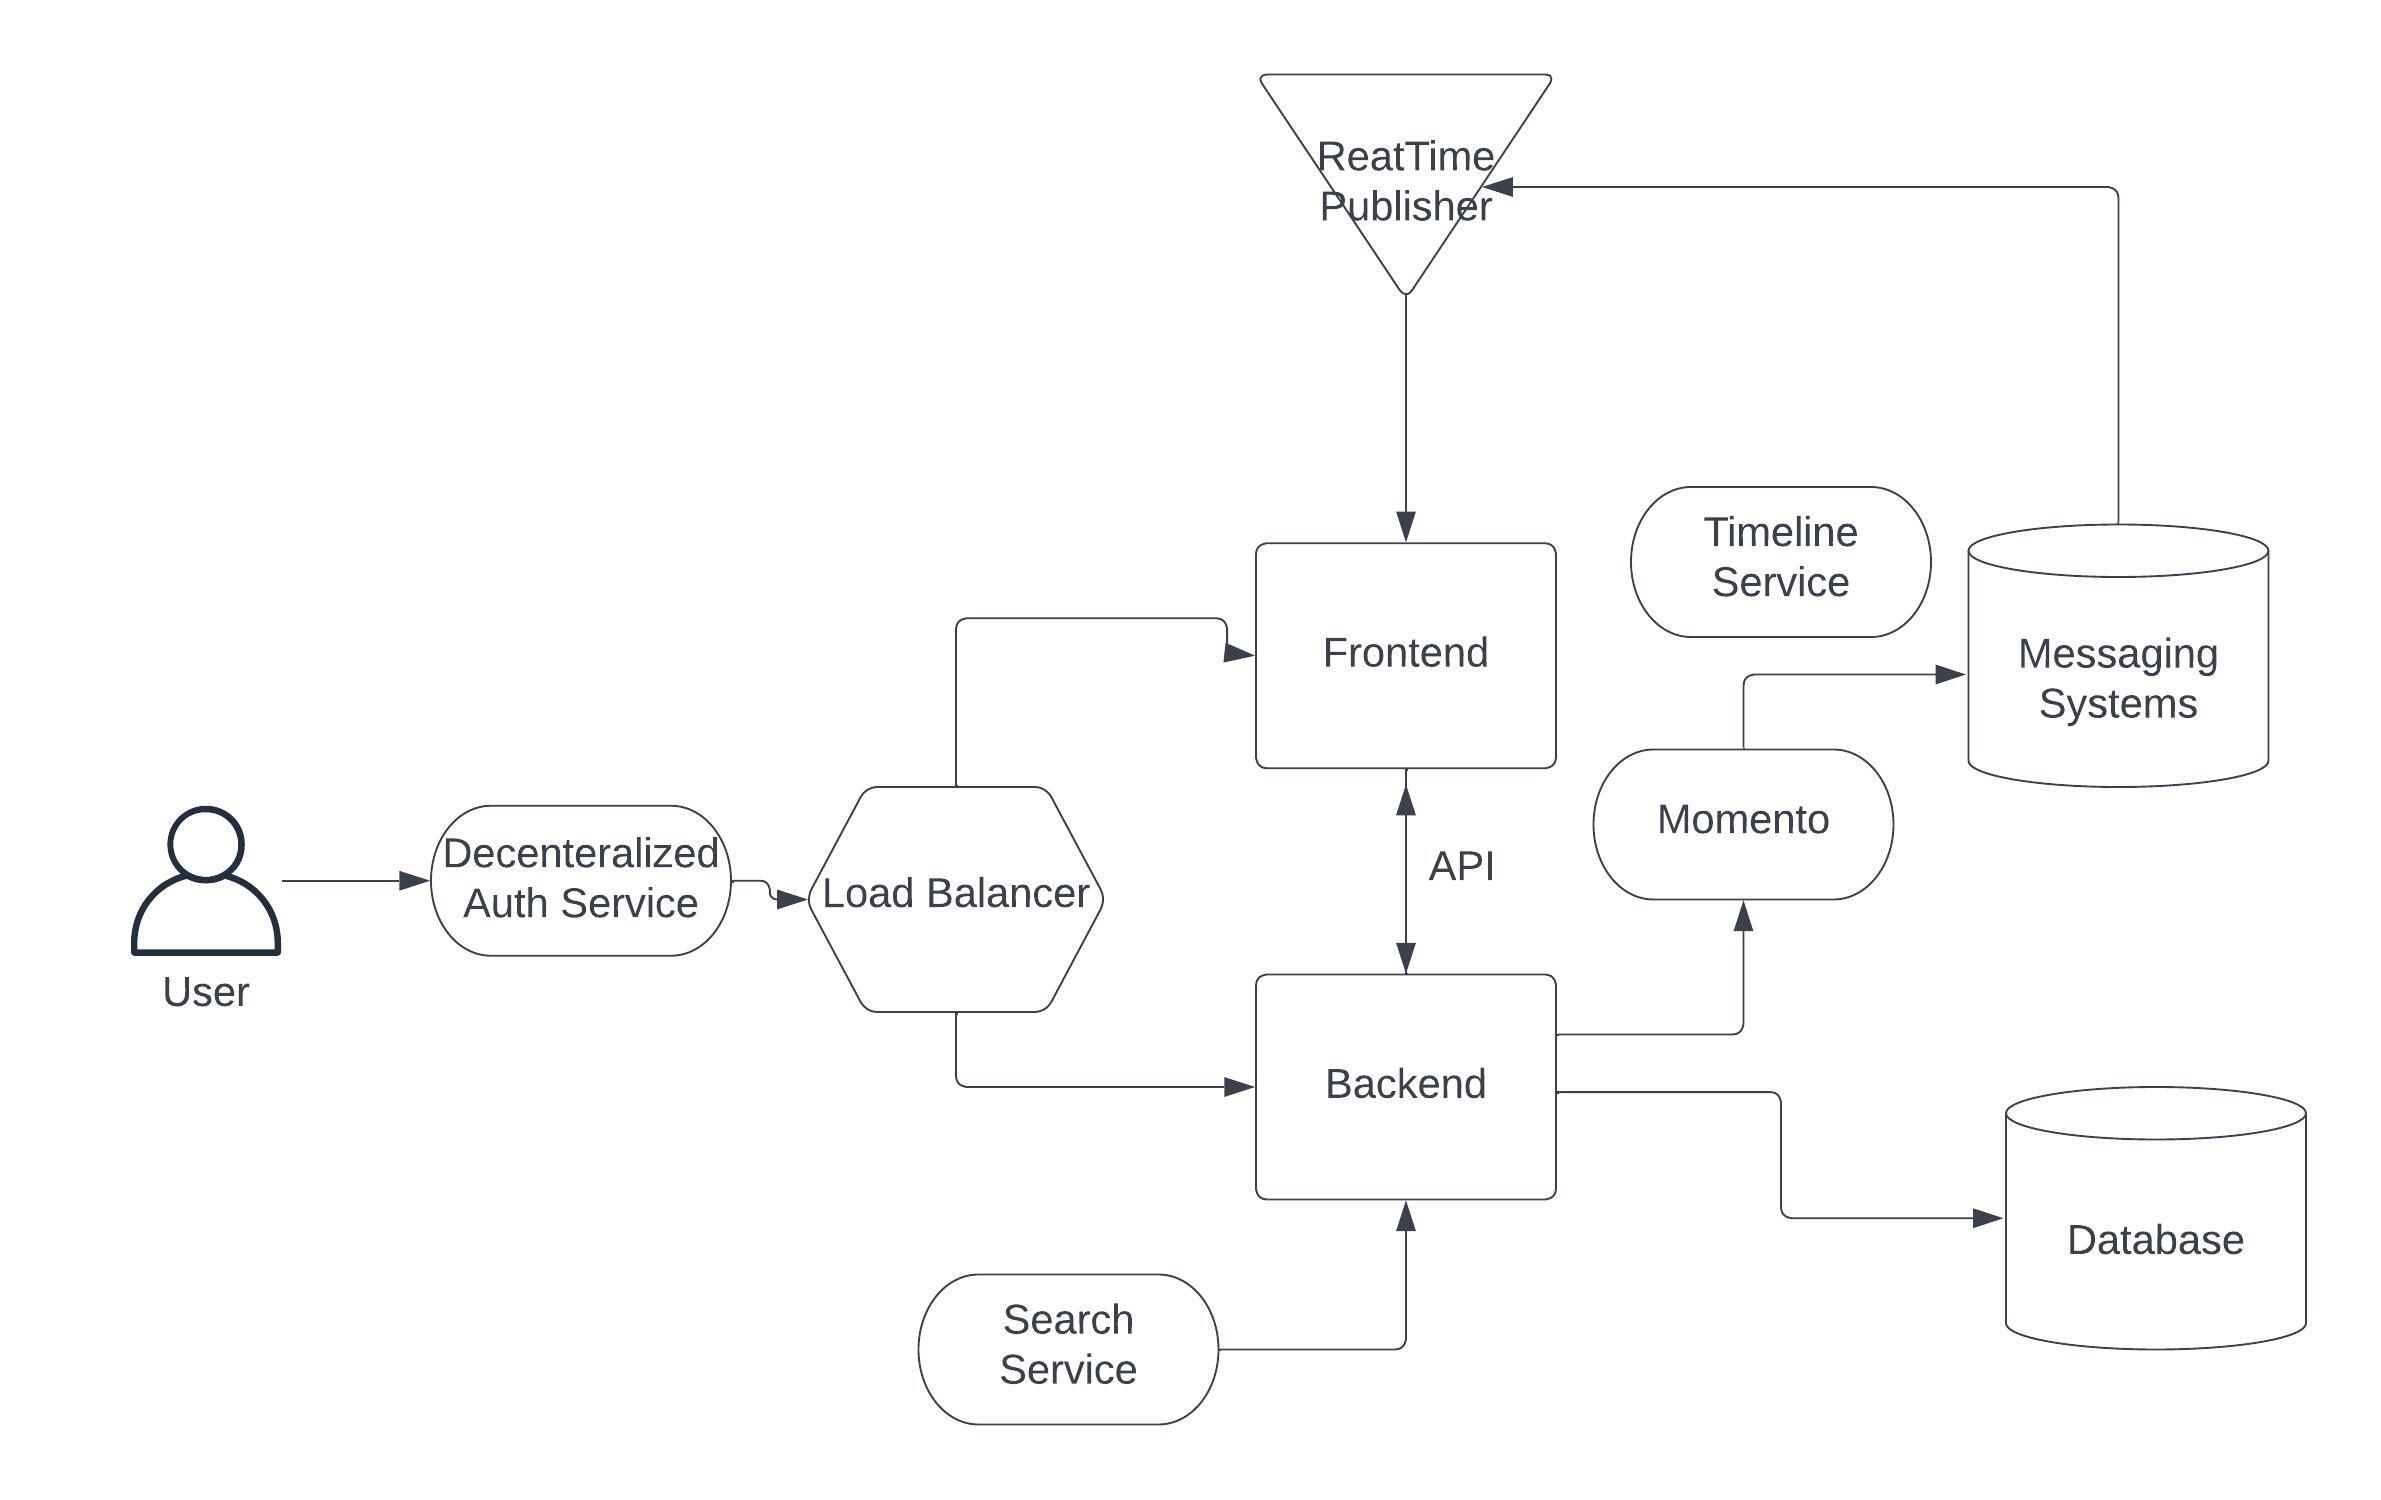 ReatTime
Publisher
Timeline
Service
Frontend
Messaging
Systems
Momento
Decenteralized
Auth Service
Load Balancer
API
User
Backend
Database
Search
Service